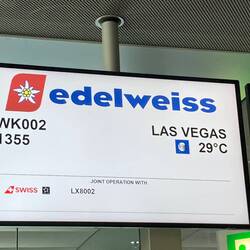 edelweiss
WK002
LAS VEGAS
1355
29°C
JOINT OPERATION WITH
SWISS
LX8002